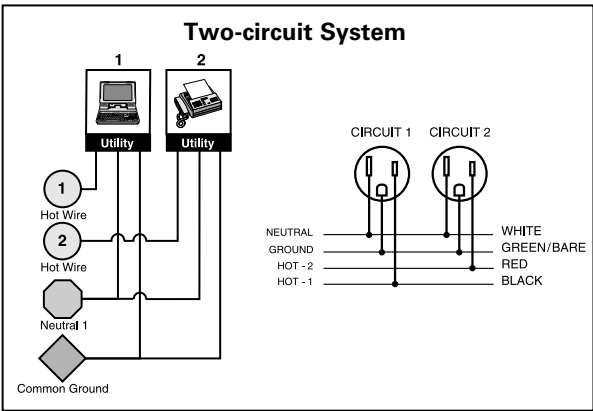 Two-circuit System
1 2
Utility Utility
1
Hot Wire
2
Hot Wire
Neutral 1
Common Ground
CIRCUIT 1 CIRCUIT 2
NEUTRAL WHITE
GROUND GREEN/BARE
HOT - 2 RED
HOT - 1 BLACK